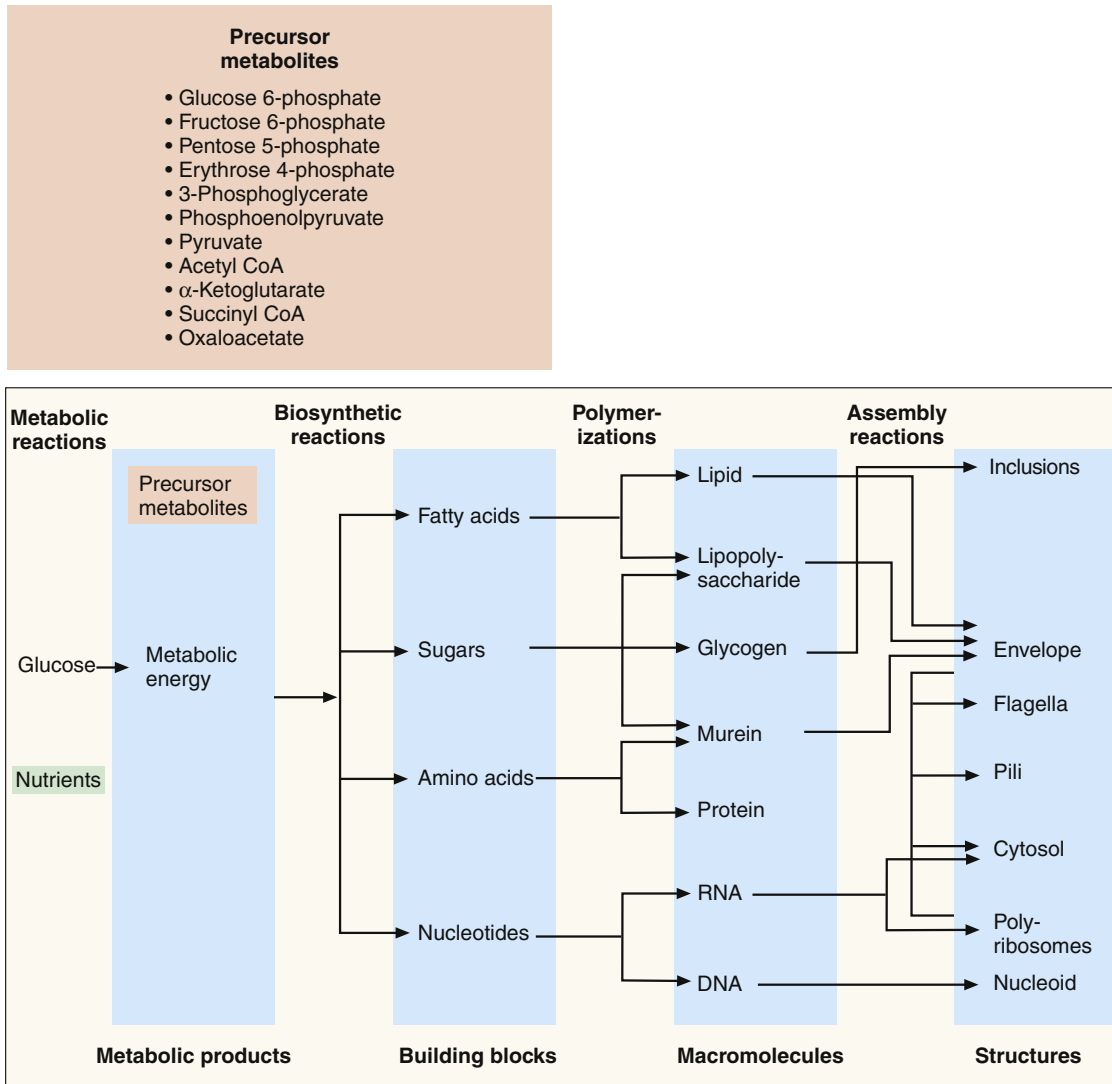 Precursor
metabolites
• Glucose 6-phosphate
• Fructose 6-phosphate
• Pentose 5-phosphate
• Erythrose 4-phosphate
• 3-Phosphoglycerate
• Phosphoenolpyruvate
• Pyruvate
• Acetyl CoA
• α-Ketoglutarate
• Succinyl CoA
• Oxaloacetate
Metabolic
reactions
Biosynthetic
reactions
Polymer-
izations
Assembly
reactions
Precursor
metabolites
Glucose
Metabolic
energy
Nutrients
Fatty acids
Sugars
Amino acids
Nucleotides
Lipid
Lipopoly-
saccharide
Glycogen
Murein
Protein
RNA
DNA
Inclusions
Envelope
Flagella
Pili
Cytosol
Poly-
ribosomes
Nucleoid
Metabolic products
Building blocks
Macromolecules
Structures